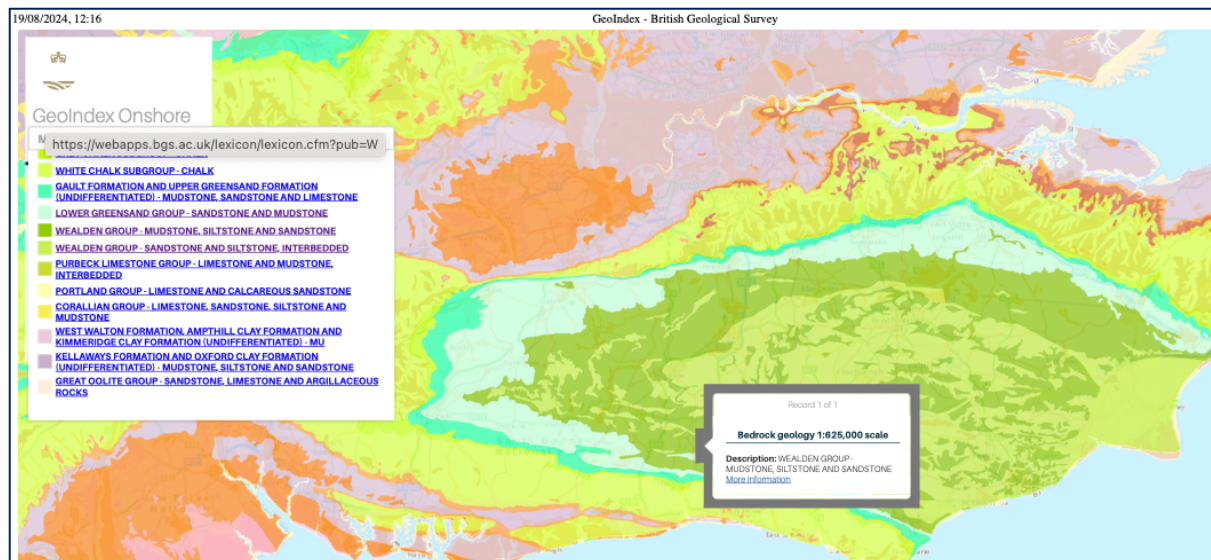 19/08/2024, 12:16
GeoIndex - British Geological Survey
GeoIndex Onshore
https://webapps.bgs.ac.uk/lexicon/lexicon.cfm?pub=W
WHITE CHALK SUBGROUP - CHALK
GAULT FORMATION AND UPPER GREENSAND FORMATION
(UNDIFFERENTIATED) - MUDSTONE, SANDSTONE AND LIMESTONE
LOWER GREENSAND GROUP - SANDSTONE AND MUDSTONE
WEALDEN GROUP - MUDSTONE, SILTSTONE AND SANDSTONE
WEALDEN GROUP - SANDSTONE AND SILTSTONE, INTERBEDDED
PURBECK LIMESTONE GROUP - LIMESTONE AND MUDSTONE,
INTERBEDDED
PORTLAND GROUP - LIMESTONE AND CALCAREOUS SANDSTONE
CORALLIAN GROUP - LIMESTONE, SANDSTONE, SILTSTONE AND
MUDSTONE
WEST WALTON FORMATION, AMPTHILL CLAY FORMATION AND
KIMMERIDGE CLAY FORMATION (UNDIFFERENTIATED) - MU
KELLAWAYS FORMATION AND OXFORD CLAY FORMATION
(UNDIFFERENTIATED) - MUDSTONE, SILTSTONE AND SANDSTONE
GREAT OOLITE GROUP - SANDSTONE, LIMESTONE AND ARGILLACEOUS
ROCKS
Record 1 of 1
Bedrock geology 1:625,000 scale
Description: WEALDEN GROUP -
MUDSTONE, SILTSTONE AND SANDSTONE
More Information